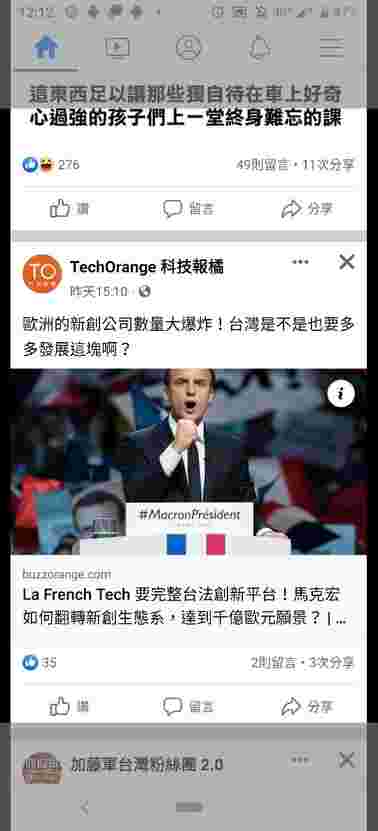 12:12
這東西足以讓那些獨自待在車上好奇
心過強的孩子們上一堂終身難忘的課
276
49則留言・11次分享
讚
留言
分享
TO
TechOrange 科技報橘
昨天15:10
歐洲的新創公司數量大爆炸！台灣是不是也要多
多發展這塊啊？
#MacronPrésident
buzzorange.com
La French Tech 要完整台法創新平台！馬克宏
如何翻轉新創生態系，達到千億歐元願景？ | ...
35
2則留言・3次分享
讚
留言
分享
加藤軍台灣粉絲團 2.0